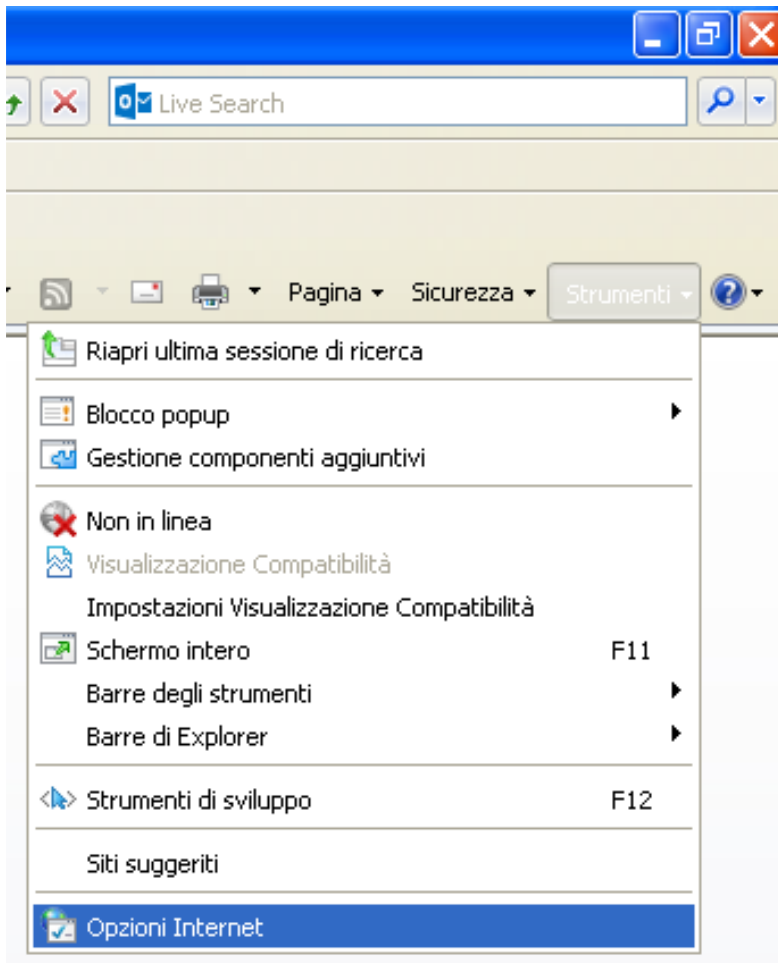 Live Search
Pagina Sicurezza Strumenti
Riapri ultima sessione di ricerca
Blocco popup
Gestione componenti aggiuntivi
Non in linea
Visualizzazione Compatibilità
Impostazioni Visualizzazione Compatibilità
Schermo intero F11
Barre degli strumenti
Barre di Explorer
Strumenti di sviluppo F12
Siti suggeriti
Opzioni Internet